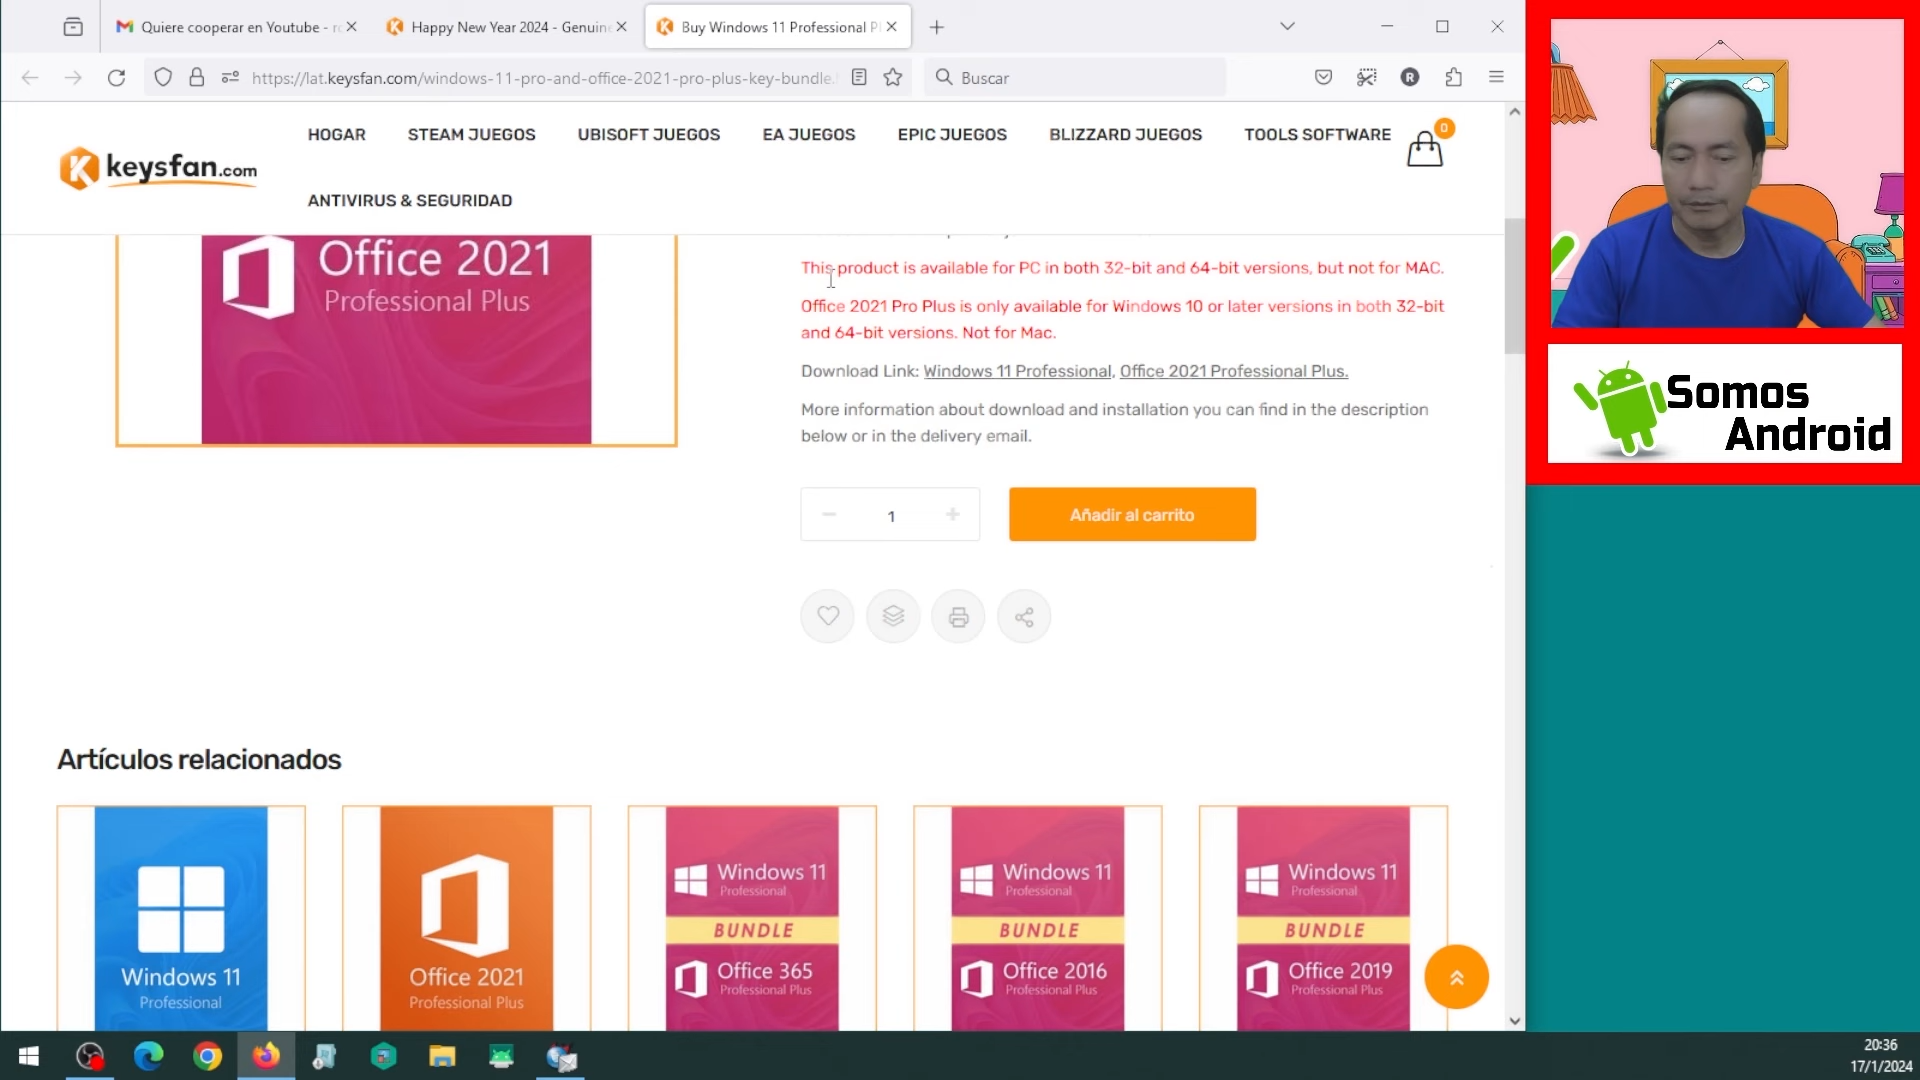 Quiere cooperar en Youtube - ro
Happy New Year 2024 - Genuine
Buy Windows 11 Professional P
https://lat.keysfan.com/windows-11-pro-and-office-2021-pro-plus-key-bundle.
Buscar
R
keysfan.com
HOGAR
STEAM JUEGOS
UBISOFT JUEGOS
EA JUEGOS
EPIC JUEGOS
BLIZZARD JUEGOS
TOOLS SOFTWARE
0
ANTIVIRUS & SEGURIDAD
Office 2021
Professional Plus
This product is available for PC in both 32-bit and 64-bit versions, but not for MAC.
Office 2021 Pro Plus is only available for Windows 10 or later versions in both 32-bit
and 64-bit versions. Not for Mac.
Download Link: Windows 11 Professional, Office 2021 Professional Plus.
More information about download and installation you can find in the description
below or in the delivery email.
1
Añadir al carrito
Artículos relacionados
Windows 11
Professional
Office 2021
Professional Plus
Windows 11
Professional
BUNDLE
Office 365
Professional Plus
Windows 11
Professional
BUNDLE
Office 2016
Professional Plus
Windows 11
Professional
BUNDLE
Office 2019
Professional Plus
Somos
Android
20:36
17/1/2024